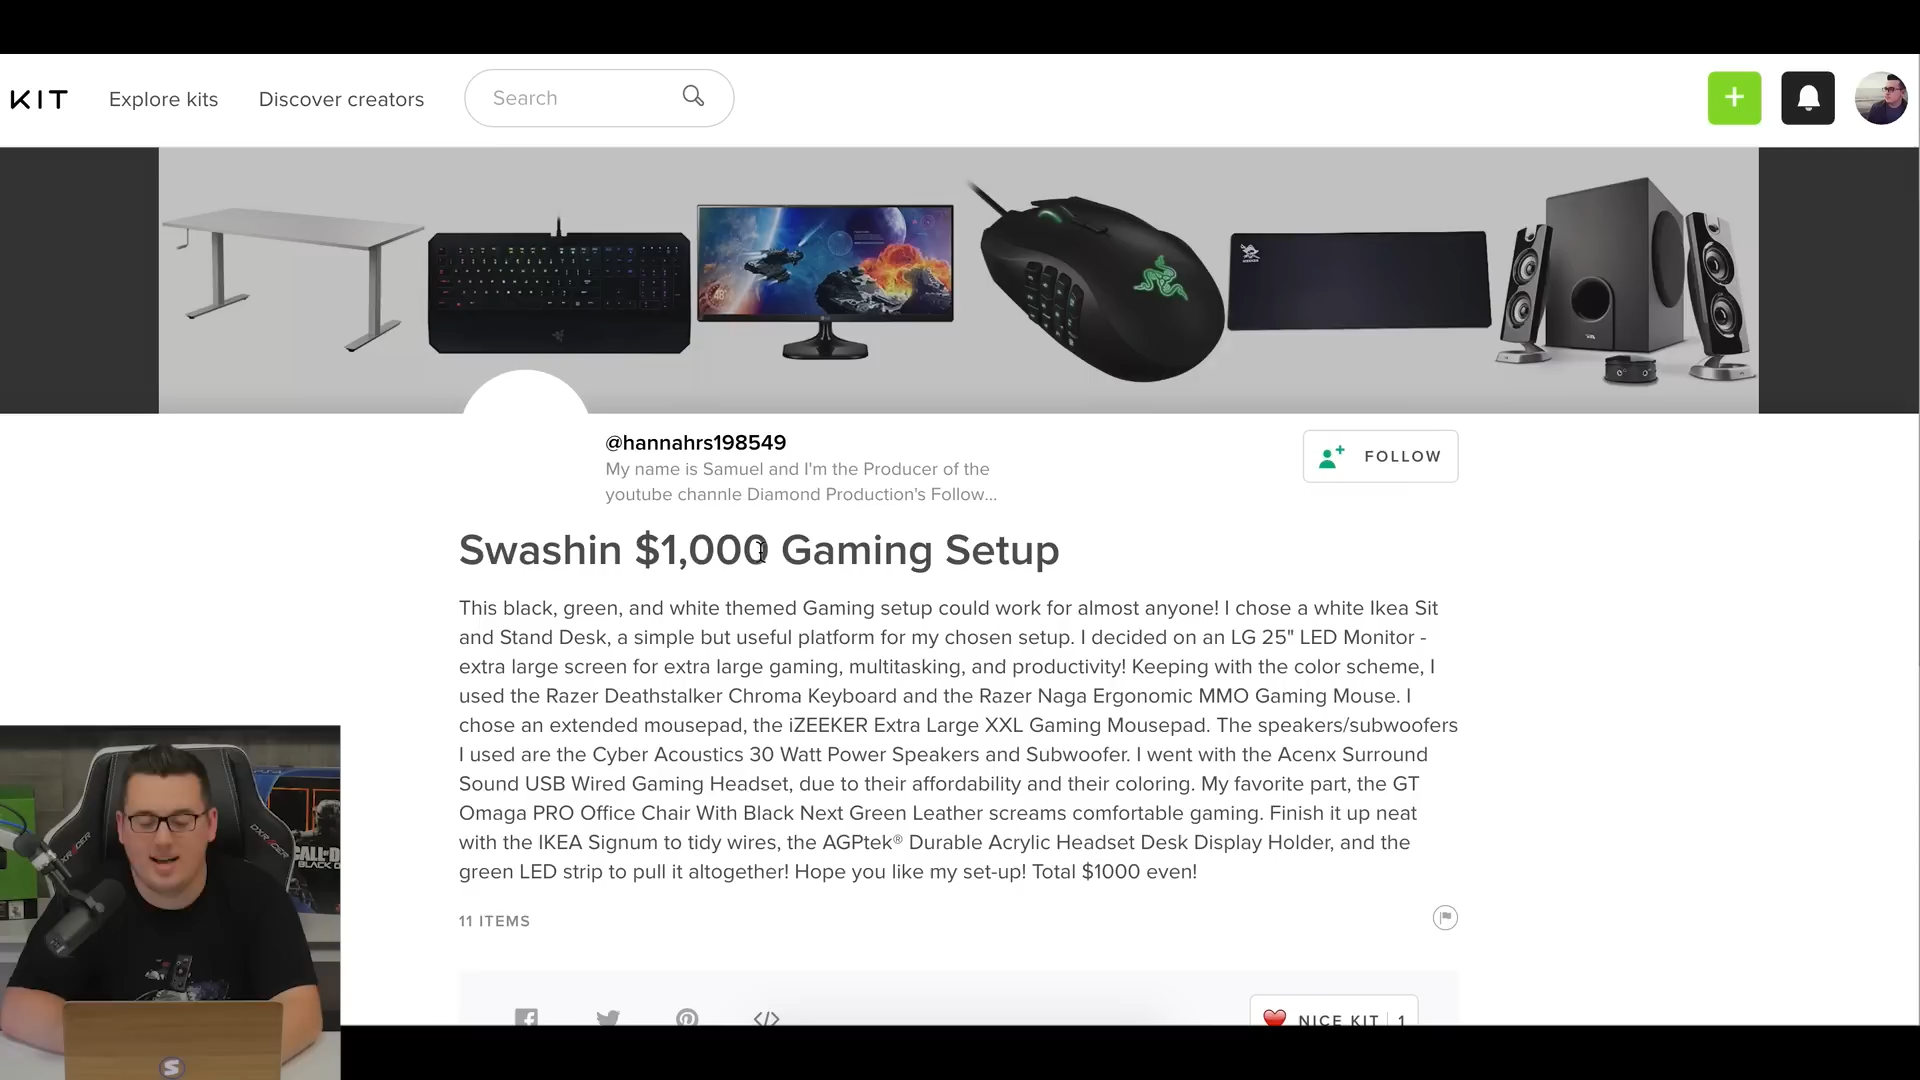 KIT
Explore kits
Discover creators
Search
+
@hannahrs198549
My name is Samuel and I'm the Producer of the
youtube channle Diamond Production's Follow...
FOLLOW
Swashin $1,000 Gaming Setup
This black, green, and white themed Gaming setup could work for almost anyone! I chose a white Ikea Sit
and Stand Desk, a simple but useful platform for my chosen setup. I decided on an LG 25" LED Monitor -
extra large screen for extra large gaming, multitasking, and productivity! Keeping with the color scheme, I
used the Razer Deathstalker Chroma Keyboard and the Razer Naga Ergonomic MMO Gaming Mouse. I
chose an extended mousepad, the iZEEKER Extra Large XXL Gaming Mousepad. The speakers/subwoofers
I used are the Cyber Acoustics 30 Watt Power Speakers and Subwoofer. I went with the Acenx Surround
Sound USB Wired Gaming Headset, due to their affordability and their coloring. My favorite part, the GT
Omaga PRO Office Chair With Black Next Green Leather screams comfortable gaming. Finish it up neat
with the IKEA Signum to tidy wires, the AGPtek® Durable Acrylic Headset Desk Display Holder, and the
green LED strip to pull it altogether! Hope you like my set-up! Total $1000 even!
11 ITEMS
</> 
NICE KIT 1
DXRACER
CALL OF D
BLACK O
S